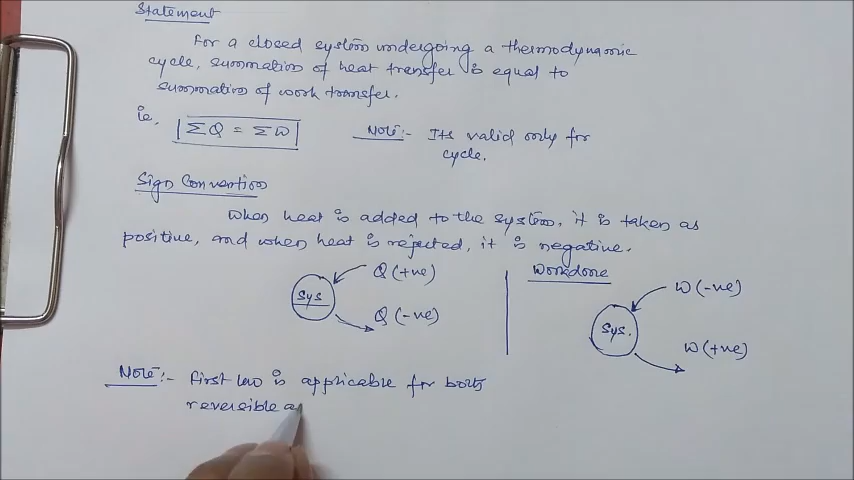 Statement
For a closed system undergoing a thermodynamic
cycle, summation of heat transfer is equal to
summation of work transfer.
ie, ΣQ = ΣW Note:- Its valid only for
cycle.
Sign Convention
When heat is added to the system, it is taken as
positive, and when heat is rejected, it is negative.
Q (+ve) Workdone
Sys W (-ve)
Q (-ve) Sys.
W (+ve)
Note:- First law is applicable for both
reversible a